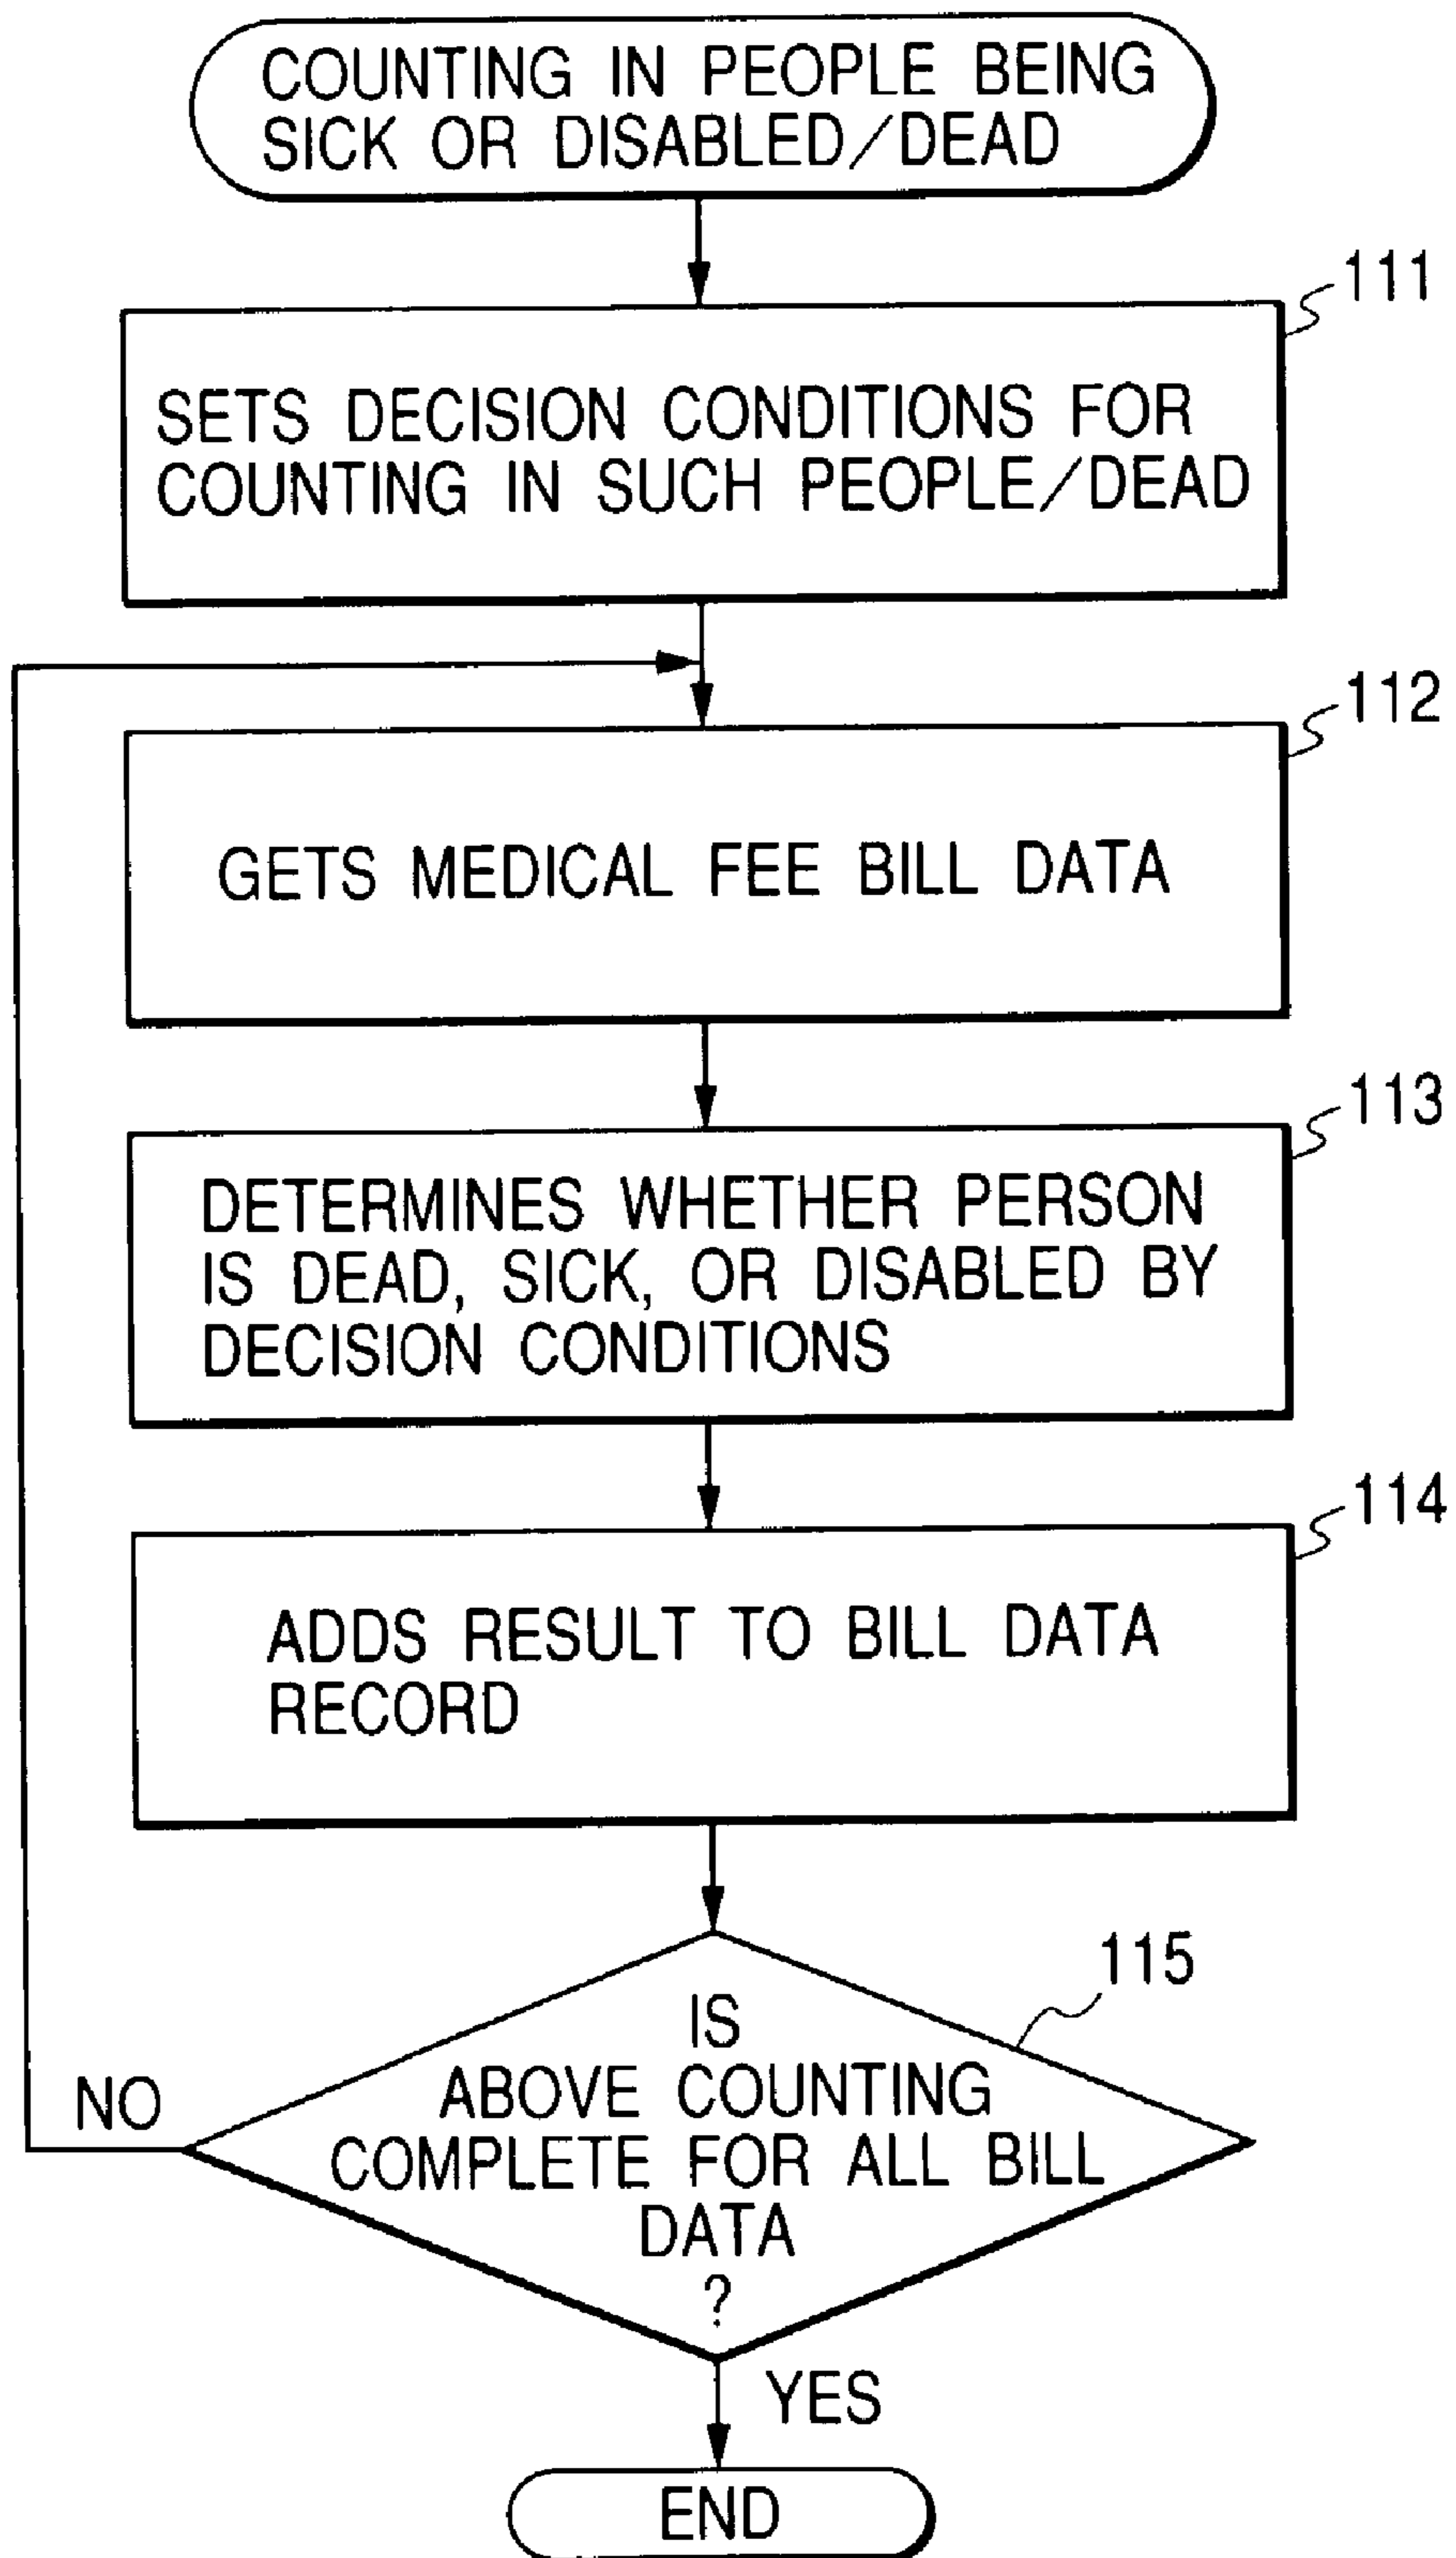 COUNTING IN PEOPLE BEING
SICK OR DISABLED/DEAD
111
SETS DECISION CONDITIONS FOR
COUNTING IN SUCH PEOPLE/DEAD
112
GETS MEDICAL FEE BILL DATA
113
DETERMINES WHETHER PERSON
IS DEAD, SICK, OR DISABLED BY
DECISION CONDITIONS
114
ADDS RESULT TO BILL DATA
RECORD
115
IS
ABOVE COUNTING
COMPLETE FOR ALL BILL
DATA
?
NO
YES
END